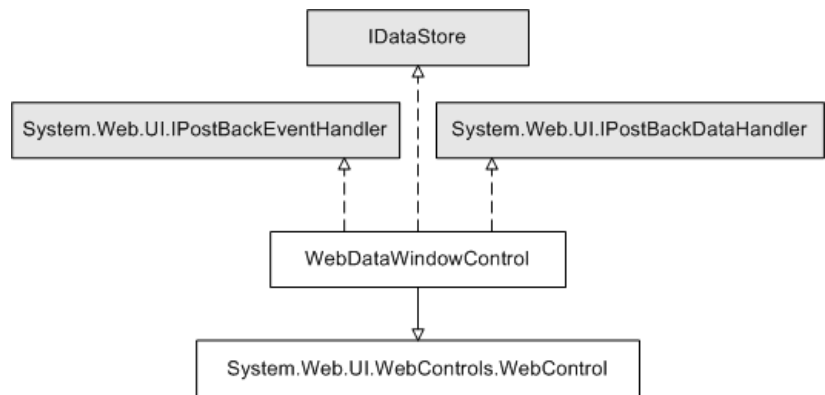 IDataStore
System.Web.UI.IPostBackEventHandler
System.Web.UI.IPostBackDataHandler
WebDataWindowControl
System.Web.UI.WebControls.WebControl